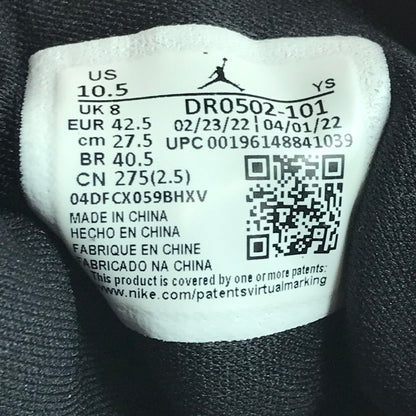 US YS
10.5 DR0502-101
UK 8
EUR 42.5 02/23/22 | 04/01/22
cm 27.5 UPC 00196148841039
BR 40.5
CN 275(2.5)
04DFCX059BHXV
MADE IN CHINA
HECHO EN CHINA
FABRIQUE EN CHINE
FABRICADO NA CHINA
This product is covered by one or more patents:
www.nike.com/patentsvirtualmarking